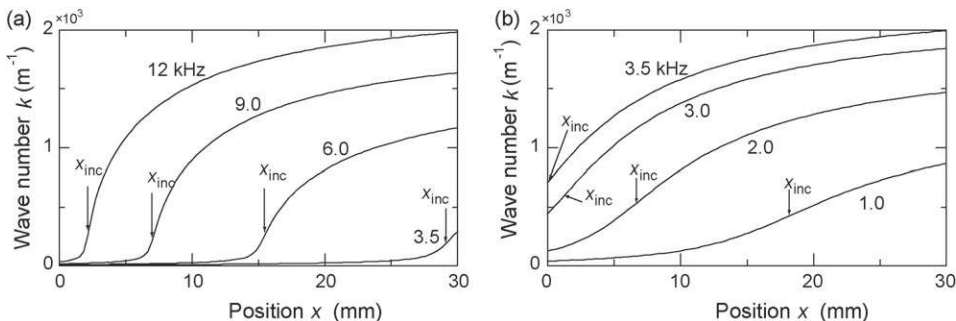 (a)
×10³
2
1
0
Wave number k (m⁻¹)
12 kHz
9.0
6.0
3.5
x_inc
x_inc
x_inc
x_inc
0 10 20 30
Position x (mm)
(b)
×10³
2
1
0
Wave number k (m⁻¹)
3.5 kHz
3.0
2.0
1.0
x_inc
x_inc
x_inc
x_inc
0 10 20 30
Position x (mm)